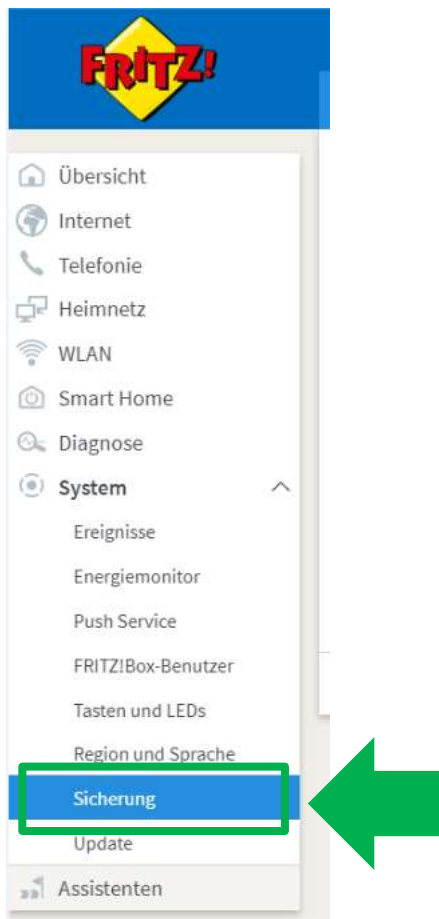 FRITZ!
Übersicht
Internet
Telefonie
Heimnetz
WLAN
Smart Home
Diagnose
System
Ereignisse
Energiemonitor
Push Service
FRITZ!Box-Benutzer
Tasten und LEDs
Region und Sprache
Sicherung
Update
Assistenten